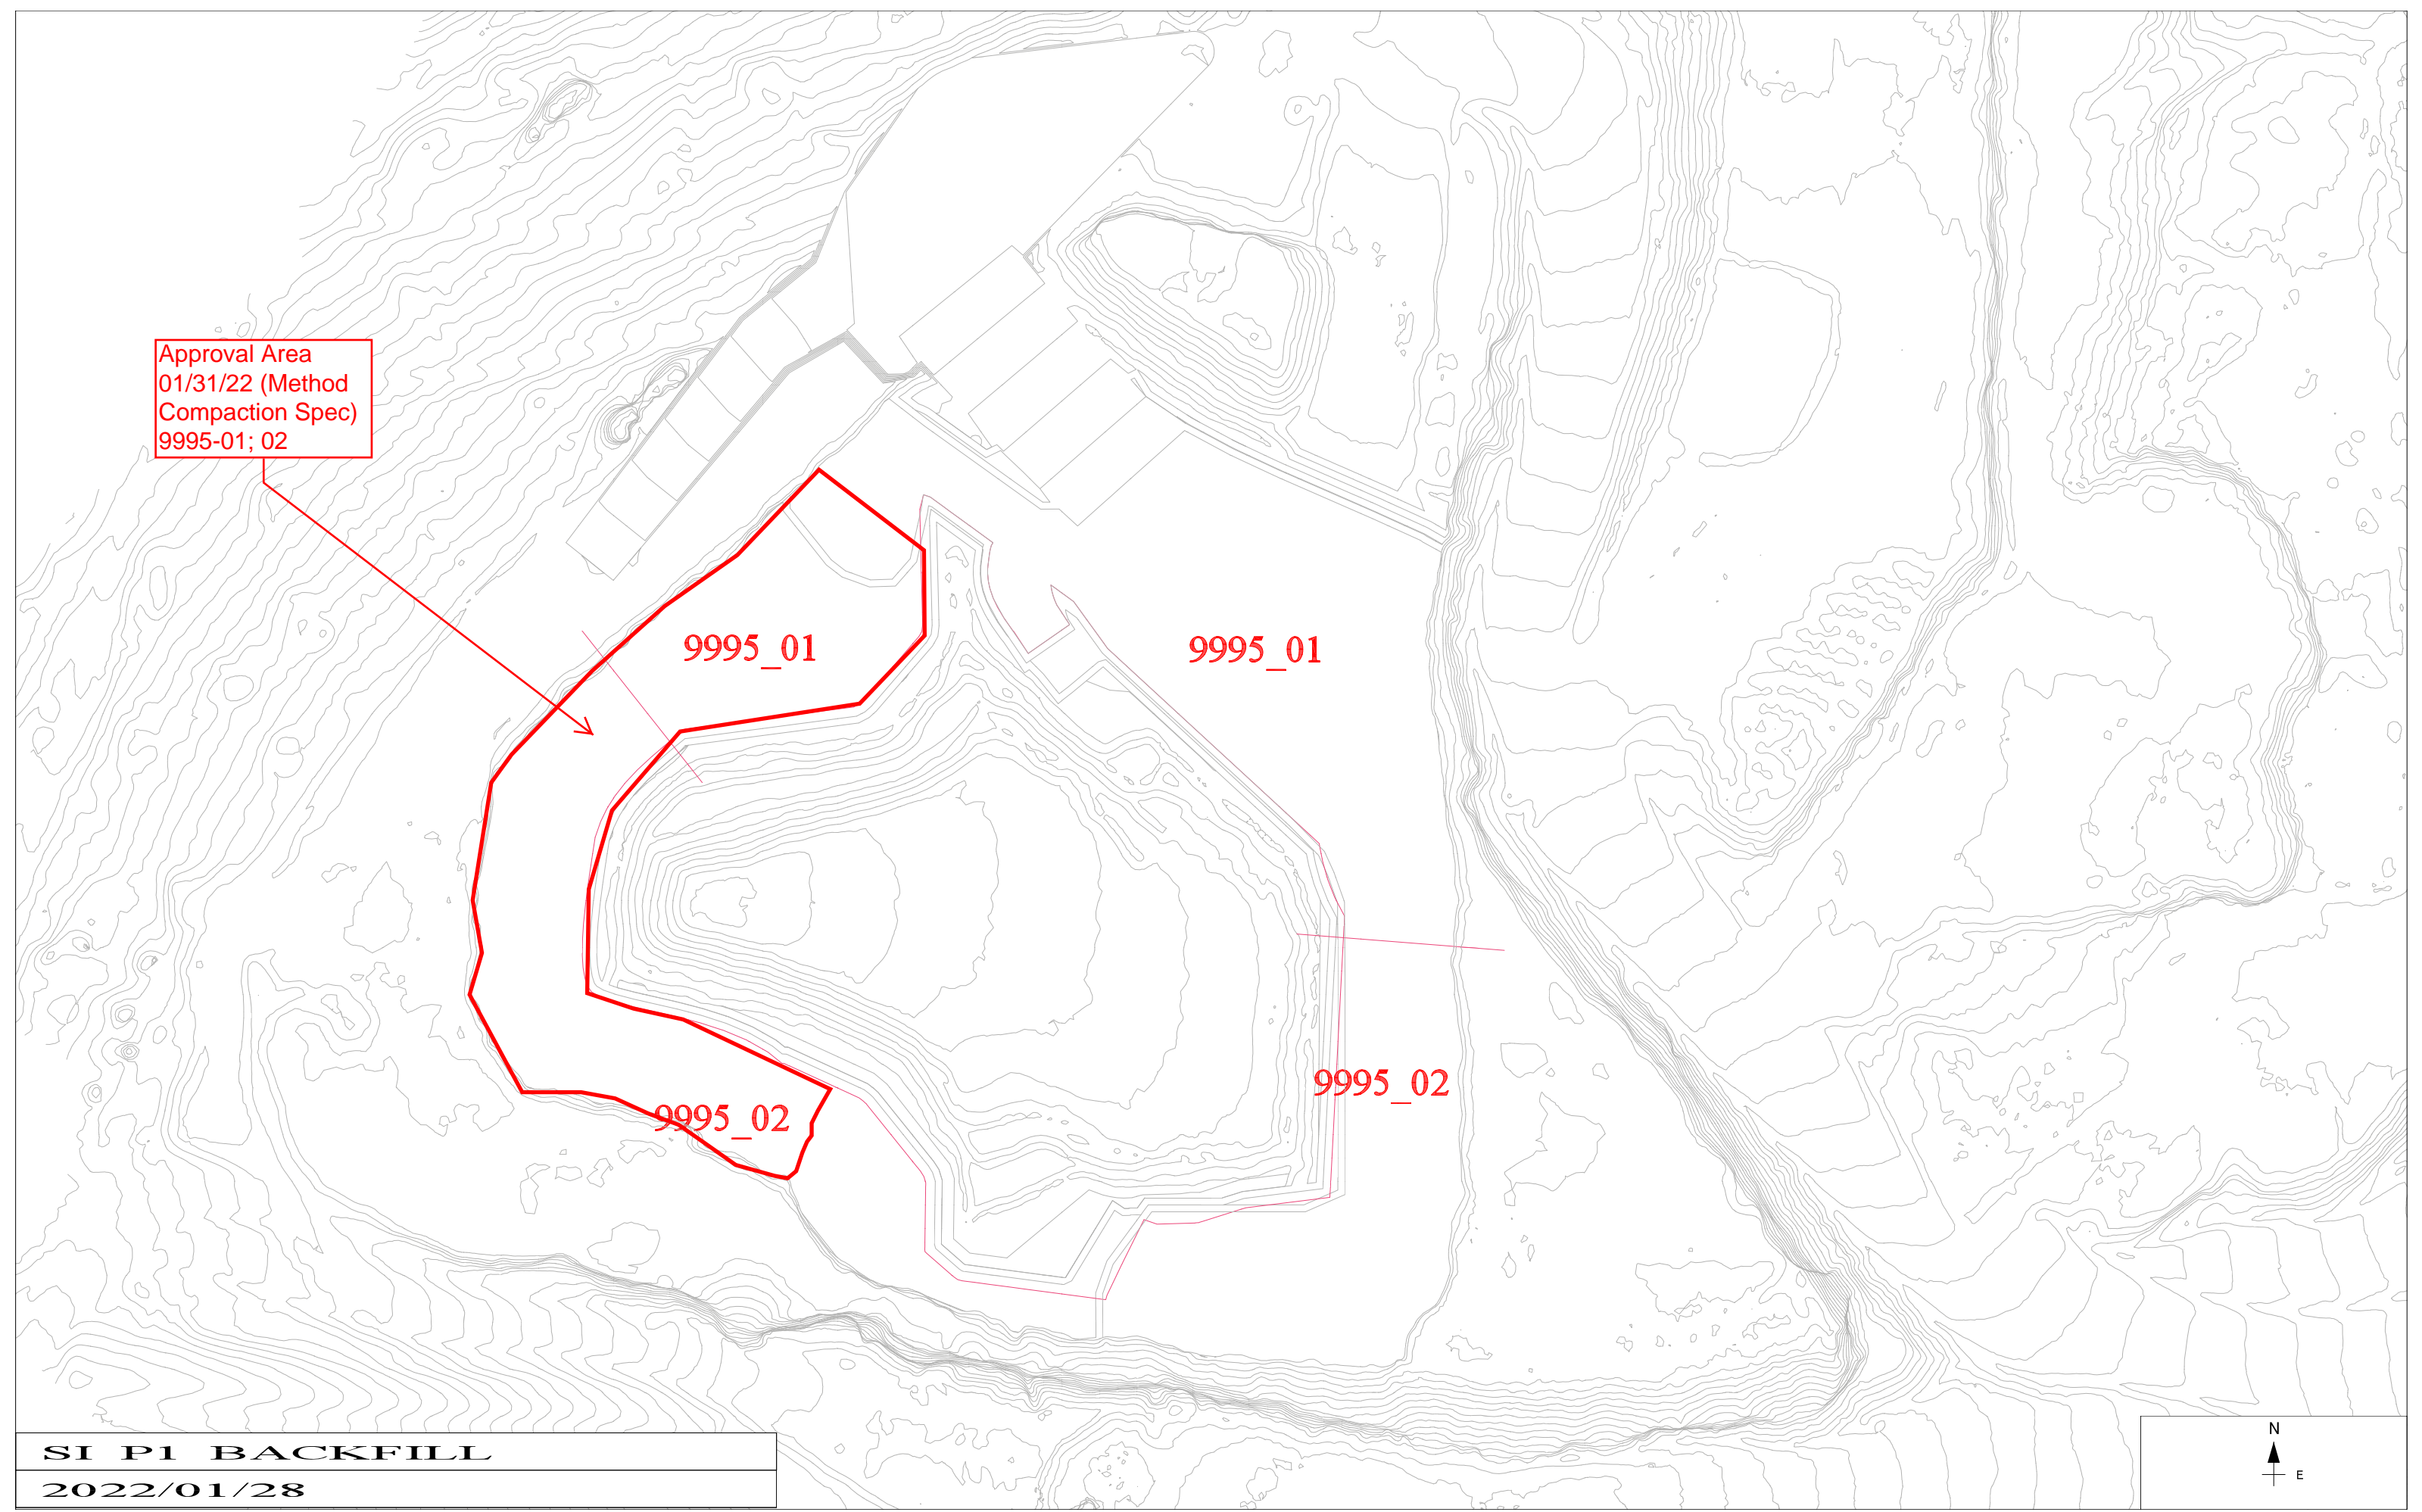 Approval Area
01/31/22 (Method
Compaction Spec)
9995-01; 02
9995_01
9995_01
9995_02
9995_02
SI P1 BACKFILL
2022/01/28
N
E